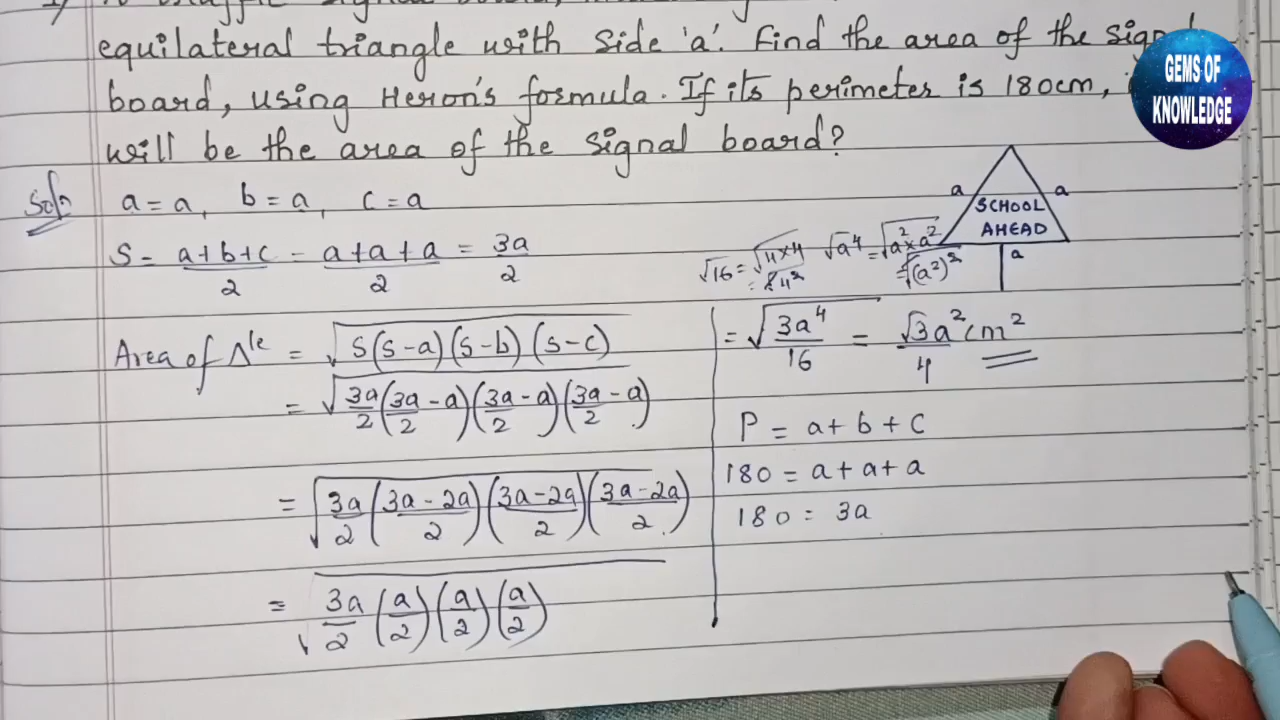 equilateral triangle with side 'a'. Find the area of the signal
board, using Heron's formula. If its perimeter is 180cm,
will be the area of the signal board?
GEMS OF
KNOWLEDGE
Soln
a = a, b = a, c = a
S = a+b+c/2 = a+a+a/2 = 3a/2
a a
SCHOOL
AHEAD
a
√16 = √4×4 √a⁴ = √a²×a²
= √4² = √(a²)²
Area of Δle = √S(S-a)(S-b)(S-c)
= √3a/2(3a/2-a)(3a/2-a)(3a/2-a)
= √3a/2(3a-2a/2)(3a-2a/2)(3a-2a/2)
= √3a/2(a/2)(a/2)(a/2)
= √3a⁴/16 = √3a²/4 cm²
P = a+b+c
180 = a+a+a
180 = 3a